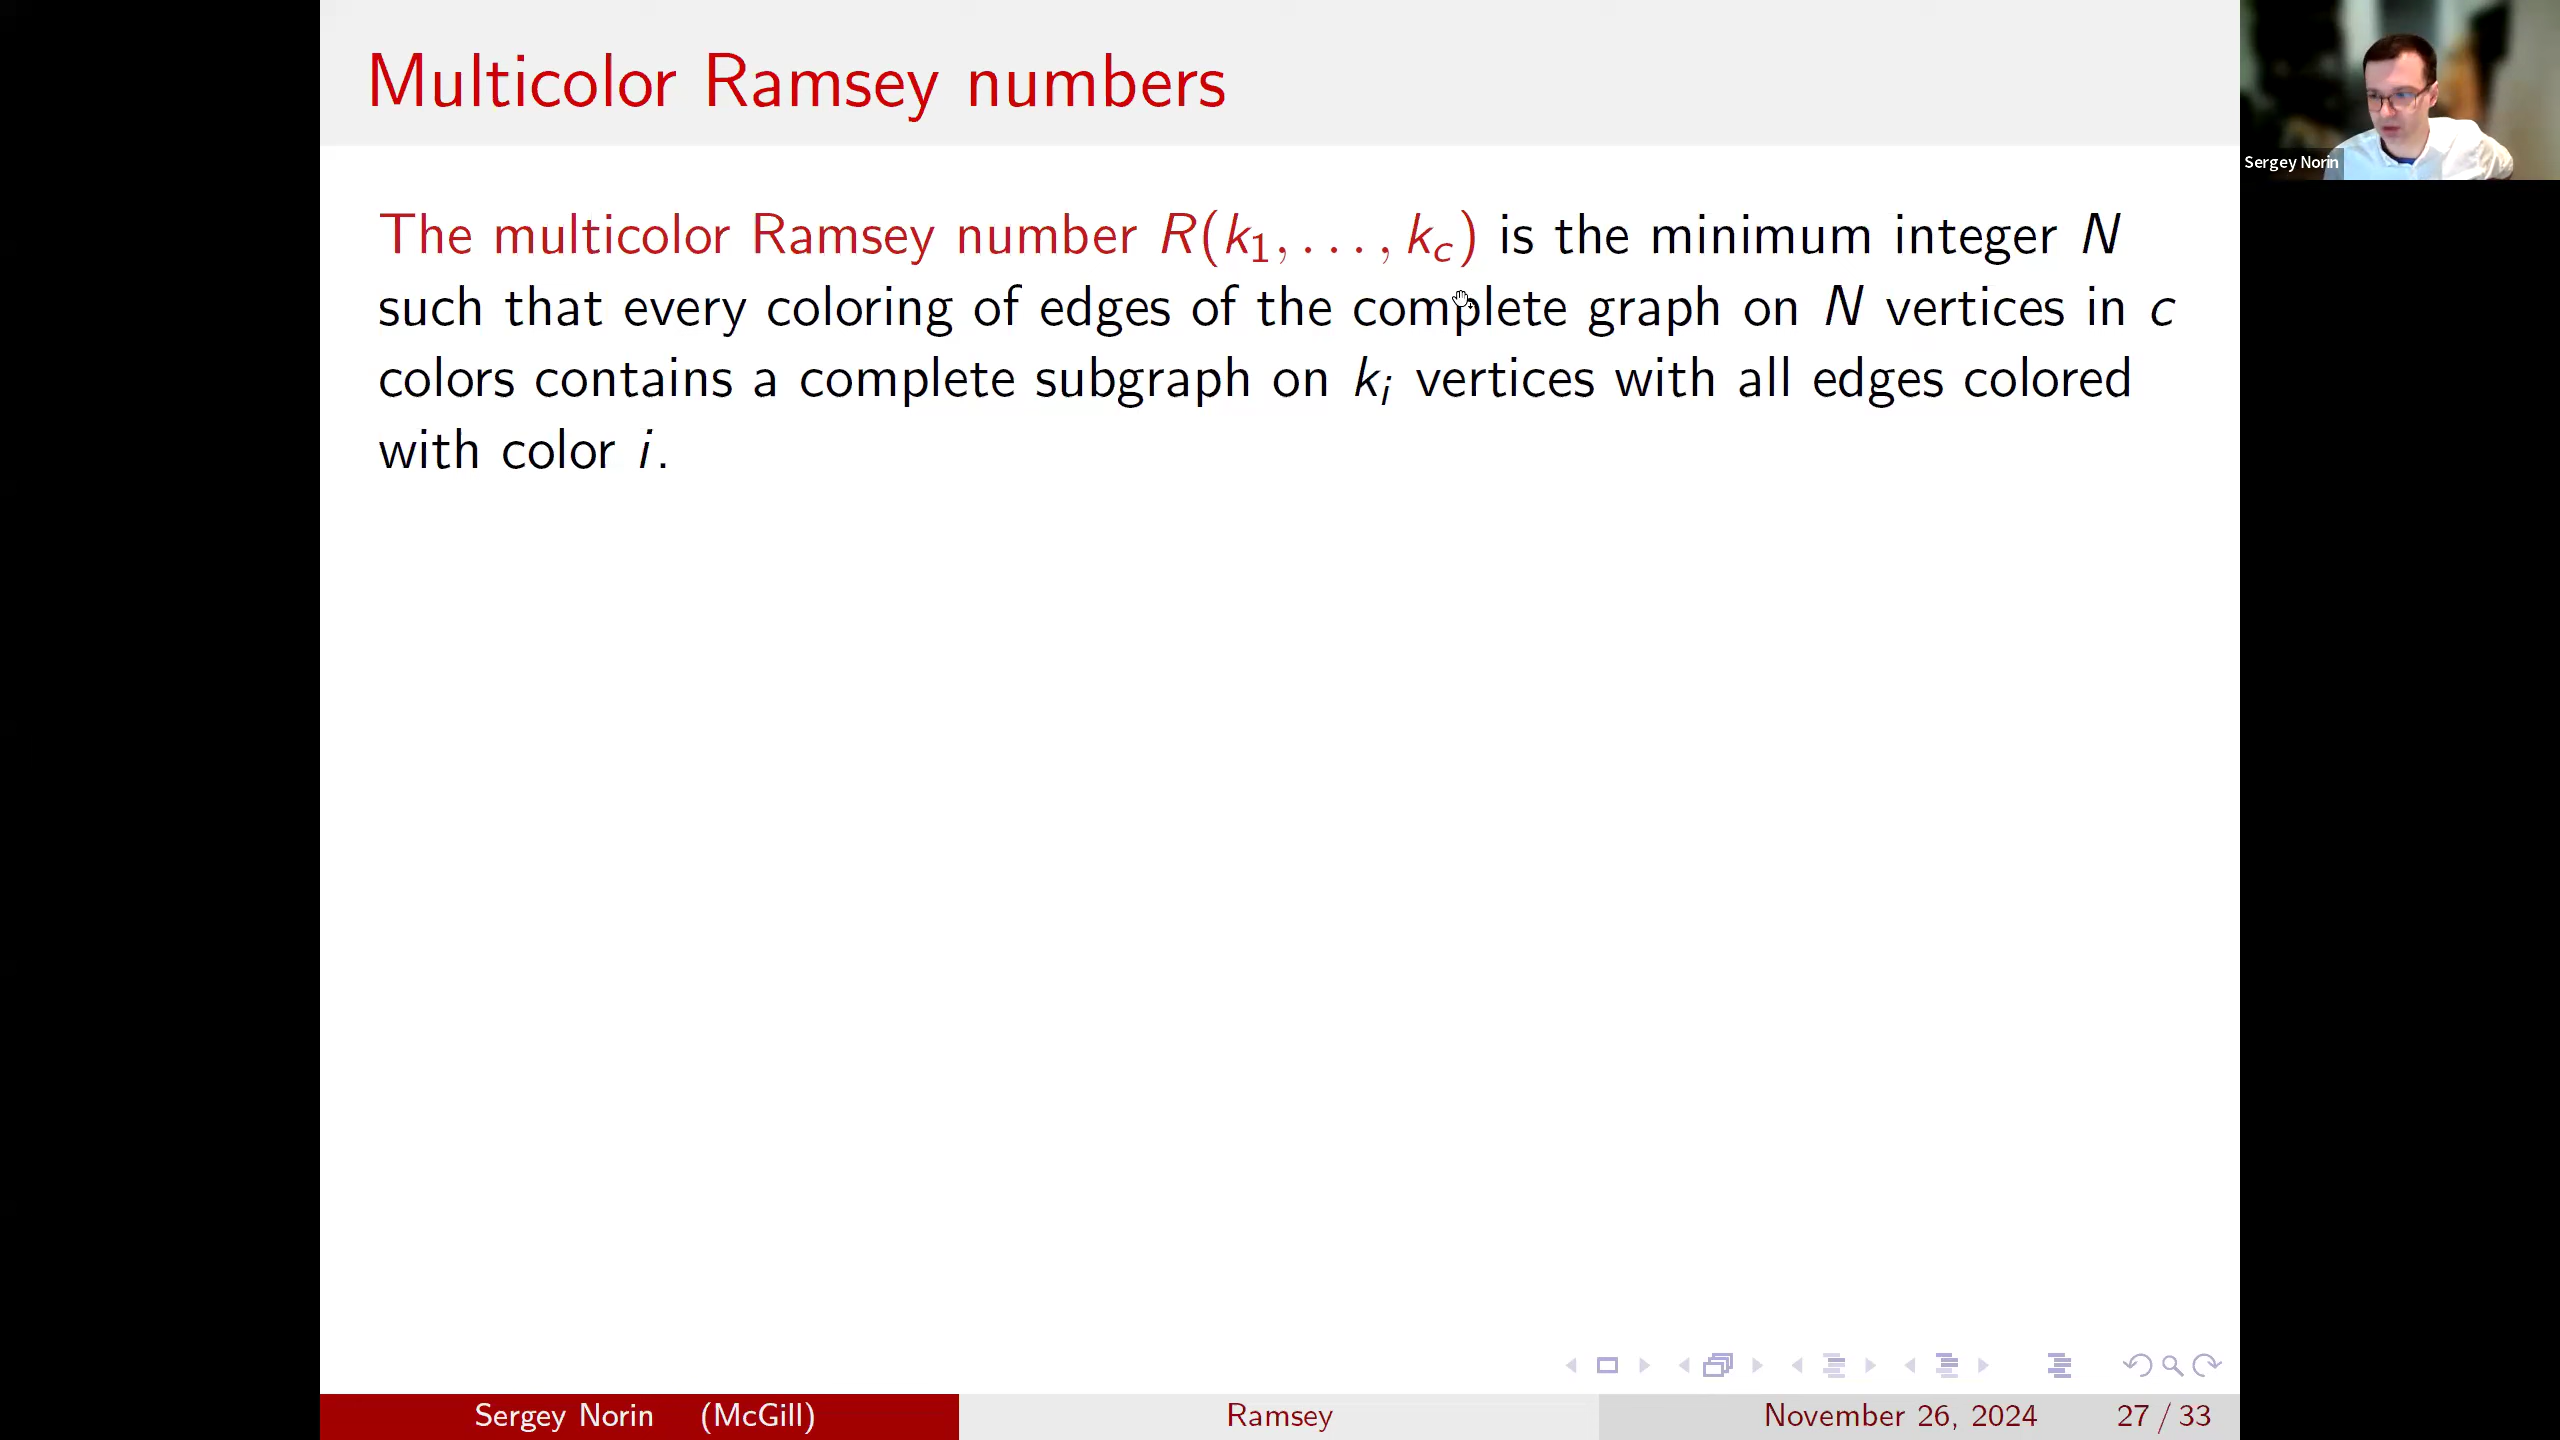 Multicolor Ramsey numbers
Sergey Norin
The multicolor Ramsey number R(k₁, . . . , k_c) is the minimum integer N
such that every coloring of edges of the complete graph on N vertices in c
colors contains a complete subgraph on k_i vertices with all edges colored
with color i.
Sergey Norin (McGill) Ramsey November 26, 2024 27 / 33